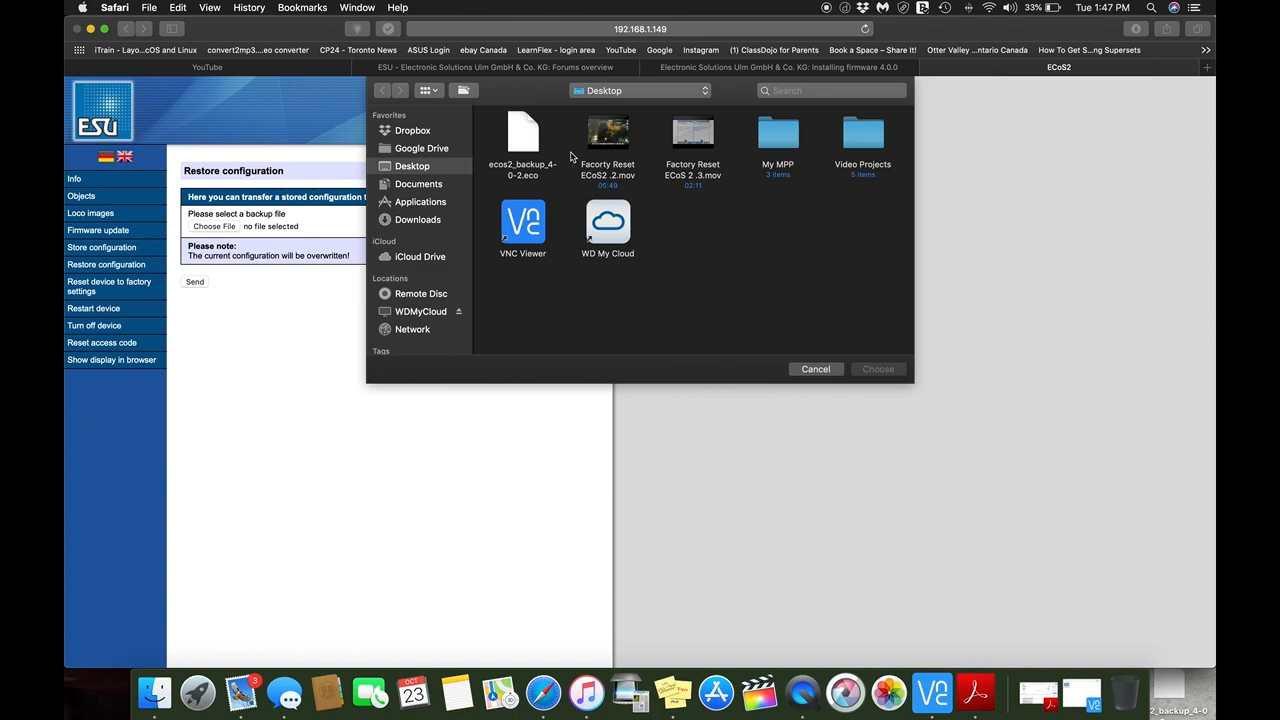 Safari File Edit View History Bookmarks Window Help
33% Tue 1:47 PM
192.168.1.149
iTrain - Layo...cOS and Linux convert2mp3....eo converter CP24 - Toronto News ASUS Login ebay Canada LearnFlex - login area YouTube Google Instagram (1) ClassDojo for Parents Book a Space – Share It! Otter Valley ...ntario Canada How To Get S...ng Supersets
YouTube ESU - Electronic Solutions Ulm GmbH & Co. KG: Forums overview Electronic Solutions Ulm GmbH & Co. KG: Installing firmware 4.0.0 ECoS2
Desktop
Search
ESU
Info
Objects
Loco images
Firmware update
Store configuration
Restore configuration
Reset device to factory
settings
Restart device
Turn off device
Reset access code
Show display in browser
Restore configuration
Here you can transfer a stored configuration
Please select a backup file
Choose File no file selected
Please note:
The current configuration will be overwritten!
Send
Favorites
Dropbox
Google Drive
Desktop
Documents
Applications
Downloads
iCloud
iCloud Drive
Locations
Remote Disc
WDMyCloud
Network
Tags
ecos2_backup_4-
0-2.eco
Facorty Reset
ECoS2 .2.mov
05:49
Factory Reset
ECoS 2 .3.mov
02:11
My MPP
3 items
Video Projects
5 items
VNC Viewer
WD My Cloud
Cancel
Choose
3
OCT
23
2_backup_4-0